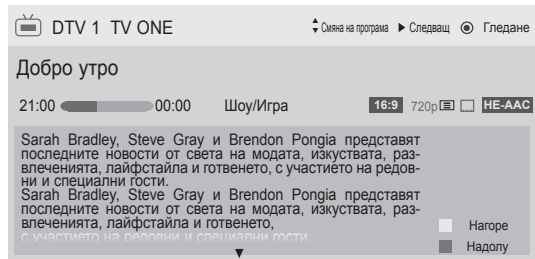 DTV 1 TV ONE
Смяна на програма
Следващ
Гледане
Добро утро
21:00 00:00 Шоу/Игра 16:9 720p HE-AAC
Sarah Bradley, Steve Gray и Brendon Pongia представят
последните новости от света на модата, изкуствата, раз-
влеченията, лайфстайла и готвенето, с участието на редов-
ни и специални гости.
Sarah Bradley, Steve Gray и Brendon Pongia представят
последните новости от света на модата, изкуствата, раз-
влеченията, лайфстайла и готвенето,
с участието на редовни и специални гости.
Нагоре
Надолу